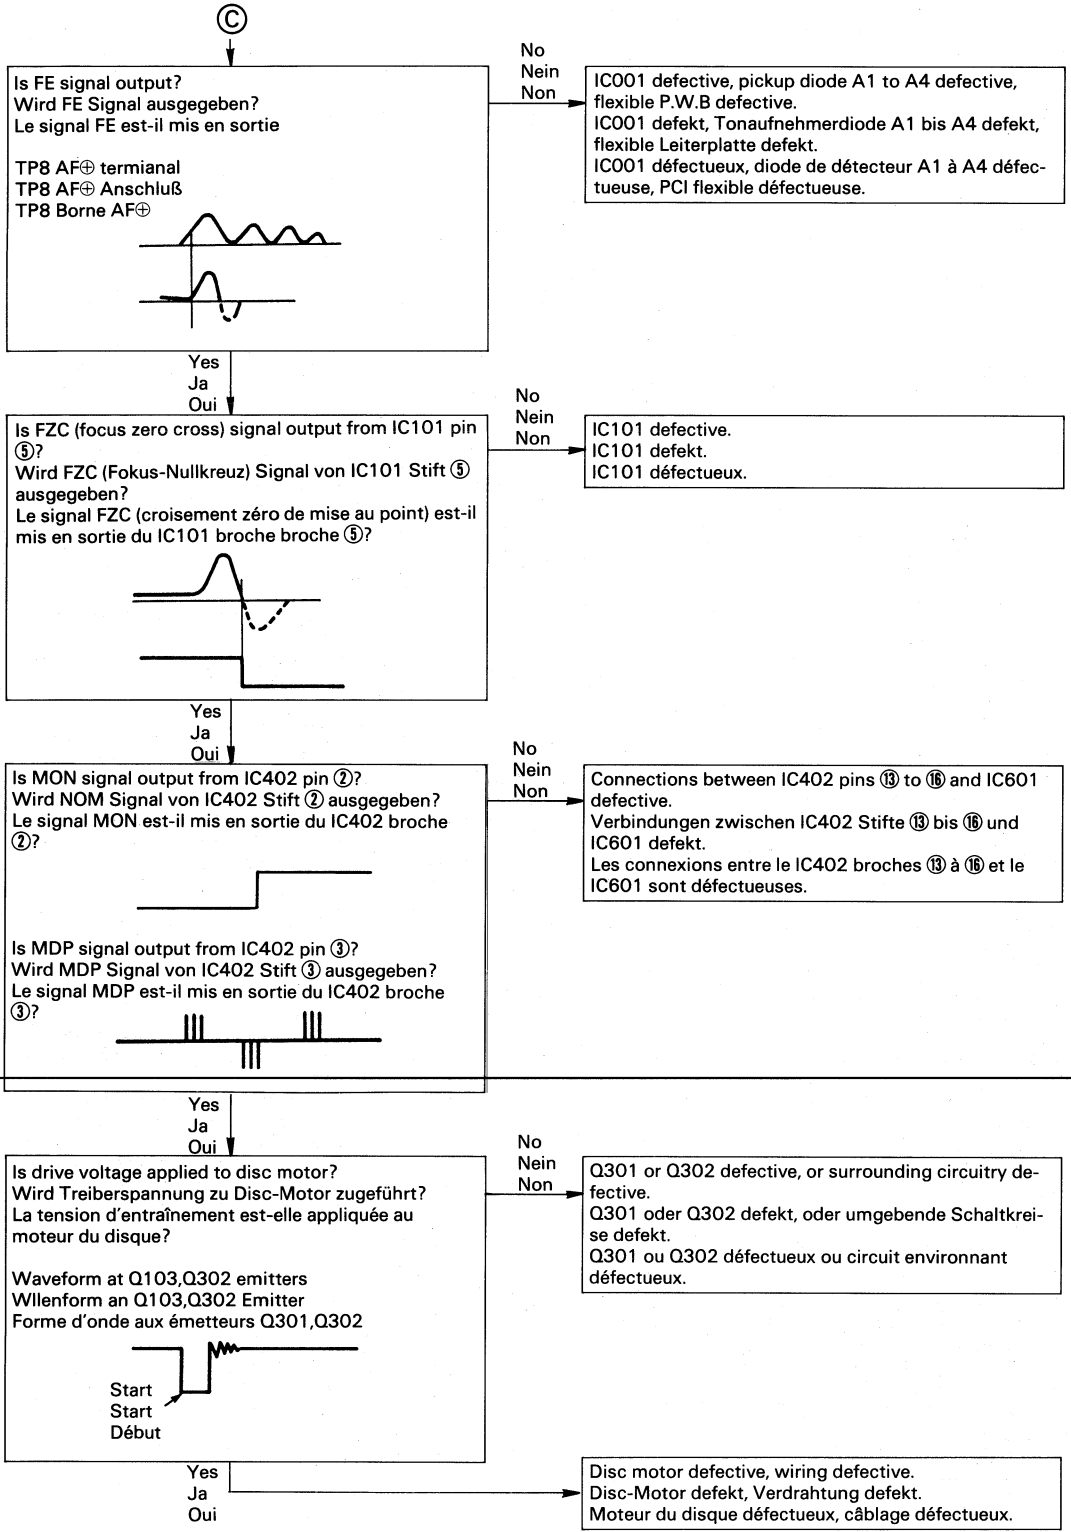 Ⓒ
Is FE signal output?
Wird FE Signal ausgegeben?
Le signal FE est-il mis en sortie
TP8 AF⊕ termianal
TP8 AF⊕ Anschluß
TP8 Borne AF⊕
No
Nein
Non
IC001 defective, pickup diode A1 to A4 defective,
flexible P.W.B defective.
IC001 defekt, Tonaufnehmerdiode A1 bis A4 defekt,
flexible Leiterplatte defekt.
IC001 défectueux, diode de détecteur A1 à A4 défec-
tueuse, PCI flexible défectueuse.
Yes
Ja
Oui
Is FZC (focus zero cross) signal output from IC101 pin
⑤?
Wird FZC (Fokus-Nullkreuz) Signal von IC101 Stift ⑤
ausgegeben?
Le signal FZC (croisement zéro de mise au point) est-il
mis en sortie du IC101 broche broche ⑤?
No
Nein
Non
IC101 defective.
IC101 defekt.
IC101 défectueux.
Yes
Ja
Oui
Is MON signal output from IC402 pin ②?
Wird NOM Signal von IC402 Stift ② ausgegeben?
Le signal MON est-il mis en sortie du IC402 broche
②?
Is MDP signal output from IC402 pin ③?
Wird MDP Signal von IC402 Stift ③ ausgegeben?
Le signal MDP est-il mis en sortie du IC402 broche
③?
No
Nein
Non
Connections between IC402 pins ⑬ to ⑯ and IC601
defective.
Verbindungen zwischen IC402 Stifte ⑬ bis ⑯ und
IC601 defekt.
Les connexions entre le IC402 broches ⑬ à ⑯ et le
IC601 sont défectueuses.
Yes
Ja
Oui
Is drive voltage applied to disc motor?
Wird Treiberspannung zu Disc-Motor zugeführt?
La tension d'entraînement est-elle appliquée au
moteur du disque?
Waveform at Q103,Q302 emitters
Wllenform an Q103,Q302 Emitter
Forme d'onde aux émetteurs Q301,Q302
Start
Start
Début
No
Nein
Non
Q301 or Q302 defective, or surrounding circuitry de-
fective.
Q301 oder Q302 defekt, oder umgebende Schaltkrei-
se defekt.
Q301 ou Q302 défectueux ou circuit environnant
défectueux.
Yes
Ja
Oui
Disc motor defective, wiring defective.
Disc-Motor defekt, Verdrahtung defekt.
Moteur du disque défectueux, câblage défectueux.